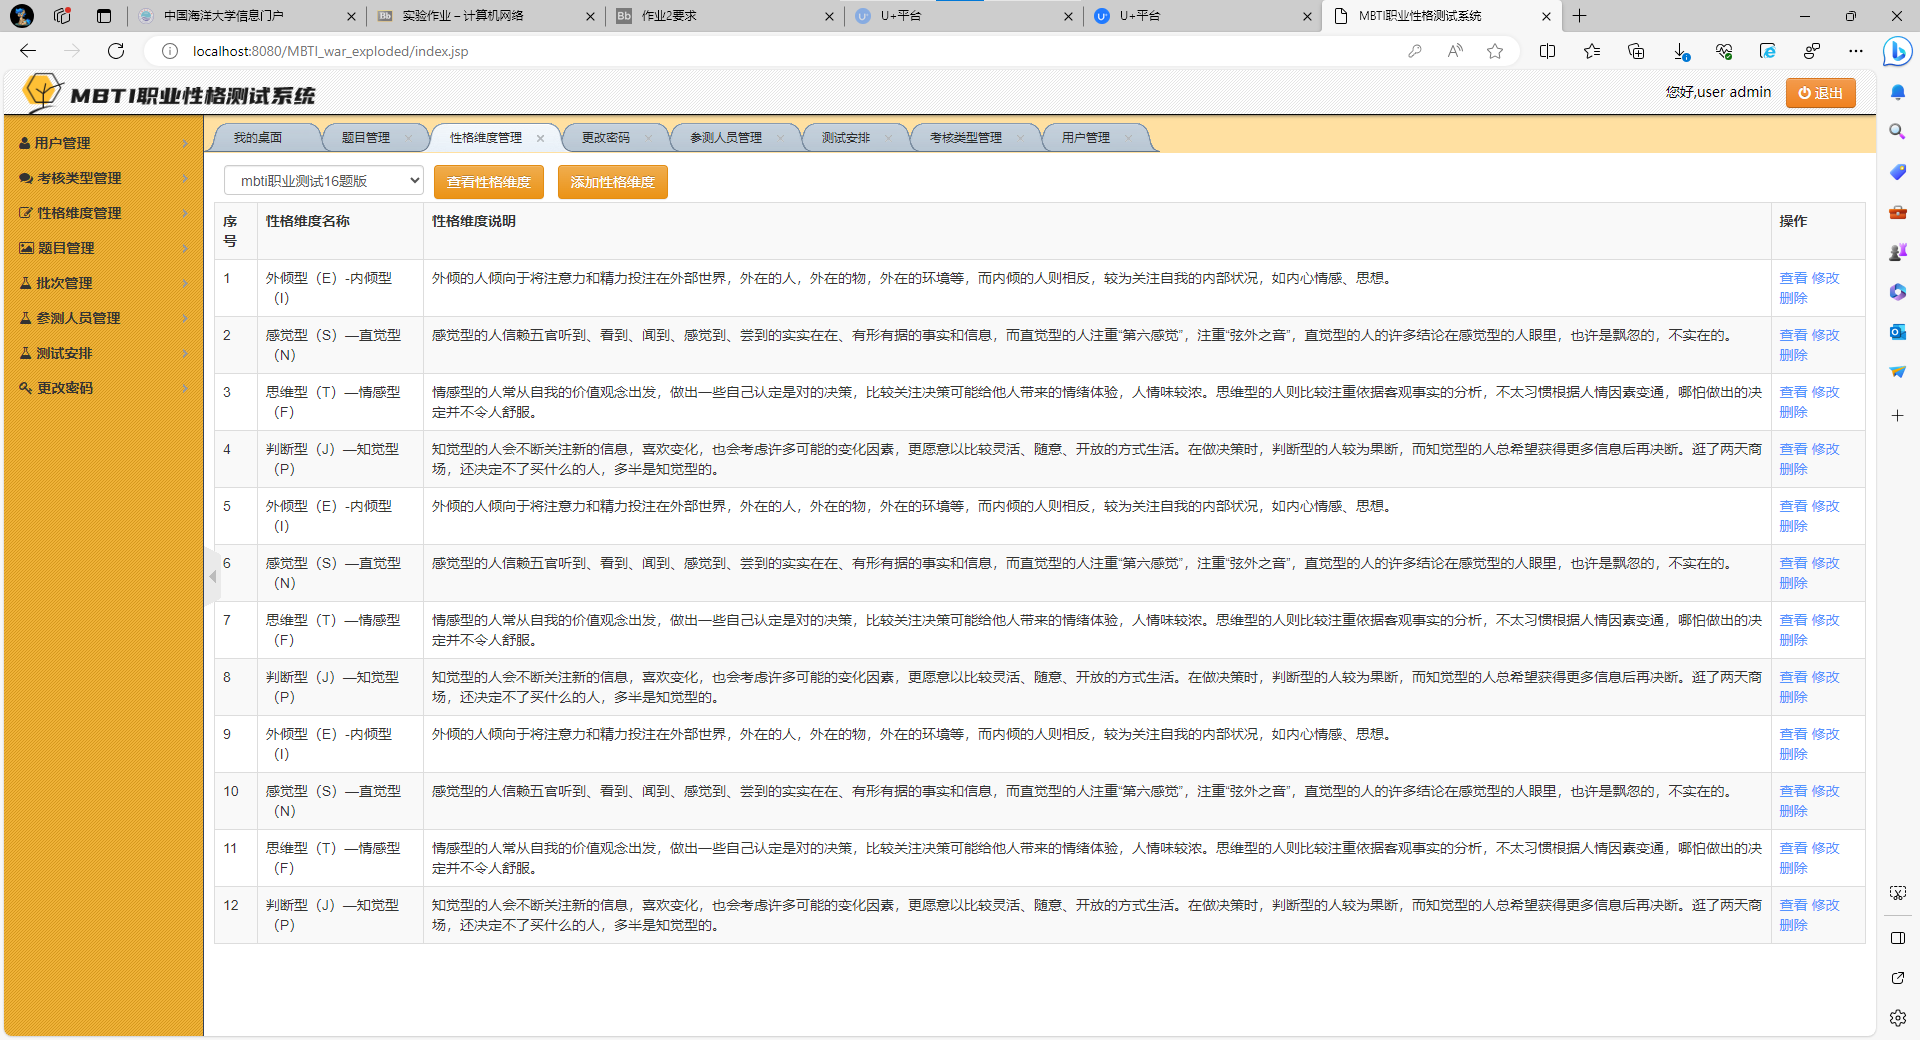 中国海洋大学信息门户
Bb 实验作业 – 计算机网络
Bb 作业2要求
U+平台
U+平台
MBTI职业性格测试系统
localhost:8080/MBTI_war_exploded/index.jsp
MBTI职业性格测试系统
您好,user admin
退出
用户管理
考核类型管理
性格维度管理
题目管理
批次管理
参测人员管理
测试安排
更改密码
我的桌面 题目管理 性格维度管理 更改密码 参测人员管理 测试安排 考核类型管理 用户管理
mbti职业测试16题版 查看性格维度 添加性格维度
序号 性格维度名称 性格维度说明 操作
1 外倾型（E）-内倾型（I） 外倾的人倾向于将注意力和精力投注在外部世界，外在的人，外在的物，外在的环境等，而内倾的人则相反，较为关注自我的内部状况，如内心情感、思想。 查看 修改 删除
2 感觉型（S）—直觉型（N） 感觉型的人信赖五官听到、看到、闻到、感觉到、尝到的实实在在、有形有据的事实和信息，而直觉型的人注重“第六感觉”，注重“弦外之音”，直觉型的人的许多结论在感觉型的人眼里，也许是飘忽的，不实在的。 查看 修改 删除
3 思维型（T）—情感型（F） 情感型的人常从自我的价值观念出发，做出一些自己认定是对的决策，比较关注决策可能给他人带来的情绪体验，人情味较浓。思维型的人则比较注重依据客观事实的分析，不太习惯根据人情因素变通，哪怕做出的决定并不令人舒服。 查看 修改 删除
4 判断型（J）—知觉型（P） 知觉型的人会不断关注新的信息，喜欢变化，也会考虑许多可能的变化因素，更愿意以比较灵活、随意、开放的方式生活。在做决策时，判断型的人较为果断，而知觉型的人总希望获得更多信息后再决断。逛了两天商场，还决定不了买什么的人，多半是知觉型的。 查看 修改 删除
5 外倾型（E）-内倾型（I） 外倾的人倾向于将注意力和精力投注在外部世界，外在的人，外在的物，外在的环境等，而内倾的人则相反，较为关注自我的内部状况，如内心情感、思想。 查看 修改 删除
6 感觉型（S）—直觉型（N） 感觉型的人信赖五官听到、看到、闻到、感觉到、尝到的实实在在、有形有据的事实和信息，而直觉型的人注重“第六感觉”，注重“弦外之音”，直觉型的人的许多结论在感觉型的人眼里，也许是飘忽的，不实在的。 查看 修改 删除
7 思维型（T）—情感型（F） 情感型的人常从自我的价值观念出发，做出一些自己认定是对的决策，比较关注决策可能给他人带来的情绪体验，人情味较浓。思维型的人则比较注重依据客观事实的分析，不太习惯根据人情因素变通，哪怕做出的决定并不令人舒服。 查看 修改 删除
8 判断型（J）—知觉型（P） 知觉型的人会不断关注新的信息，喜欢变化，也会考虑许多可能的变化因素，更愿意以比较灵活、随意、开放的方式生活。在做决策时，判断型的人较为果断，而知觉型的人总希望获得更多信息后再决断。逛了两天商场，还决定不了买什么的人，多半是知觉型的。 查看 修改 删除
9 外倾型（E）-内倾型（I） 外倾的人倾向于将注意力和精力投注在外部世界，外在的人，外在的物，外在的环境等，而内倾的人则相反，较为关注自我的内部状况，如内心情感、思想。 查看 修改 删除
10 感觉型（S）—直觉型（N） 感觉型的人信赖五官听到、看到、闻到、感觉到、尝到的实实在在、有形有据的事实和信息，而直觉型的人注重“第六感觉”，注重“弦外之音”，直觉型的人的许多结论在感觉型的人眼里，也许是飘忽的，不实在的。 查看 修改 删除
11 思维型（T）—情感型（F） 情感型的人常从自我的价值观念出发，做出一些自己认定是对的决策，比较关注决策可能给他人带来的情绪体验，人情味较浓。思维型的人则比较注重依据客观事实的分析，不太习惯根据人情因素变通，哪怕做出的决定并不令人舒服。 查看 修改 删除
12 判断型（J）—知觉型（P） 知觉型的人会不断关注新的信息，喜欢变化，也会考虑许多可能的变化因素，更愿意以比较灵活、随意、开放的方式生活。在做决策时，判断型的人较为果断，而知觉型的人总希望获得更多信息后再决断。逛了两天商场，还决定不了买什么的人，多半是知觉型的。 查看 修改 删除